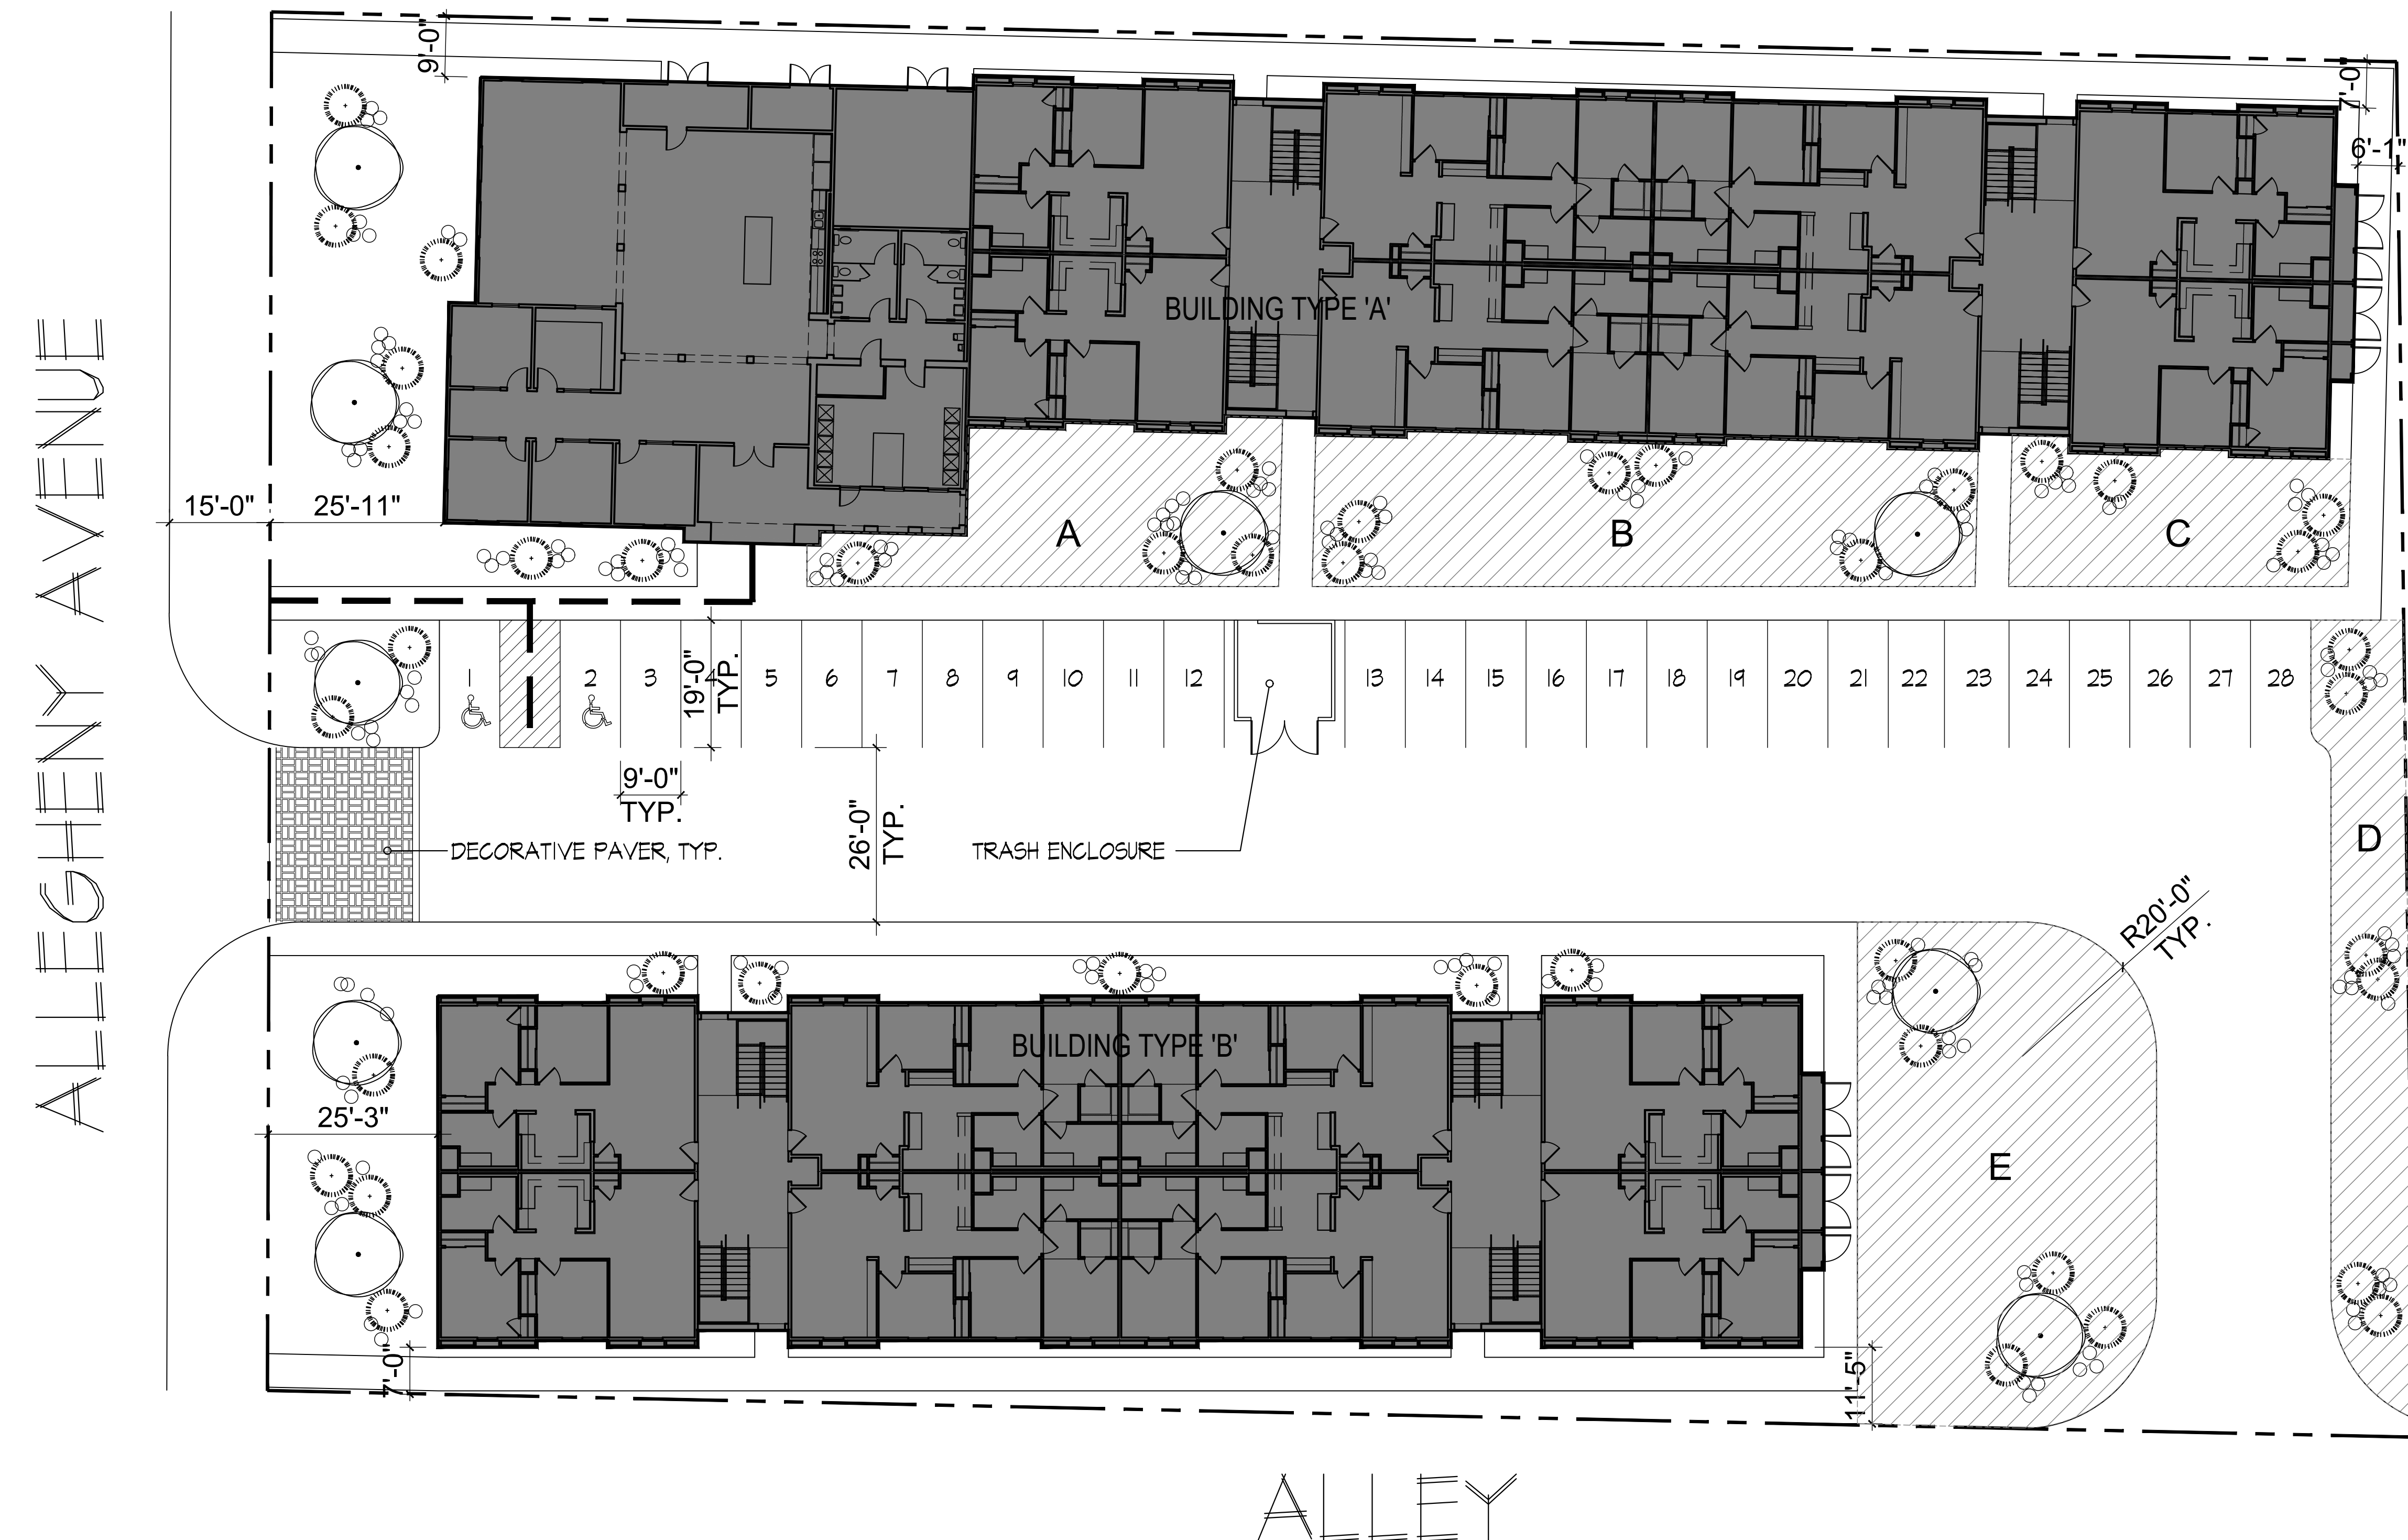 9'-0"
7'-0"
6'-1"
BUILDING TYPE 'A'
ALLEGHENY AVENUE
15'-0" 25'-11"
A B C
1 2 3 4 5 6 7 8 9 10 11 12 13 14 15 16 17 18 19 20 21 22 23 24 25 26 27 28
19'-0"
TYP.
9'-0"
TYP.
26'-0"
TYP.
DECORATIVE PAVER, TYP.
TRASH ENCLOSURE
D
R20'-0"
TYP.
BUILDING TYPE 'B'
25'-3"
E
7'-0"
11'-5"
ALLEY